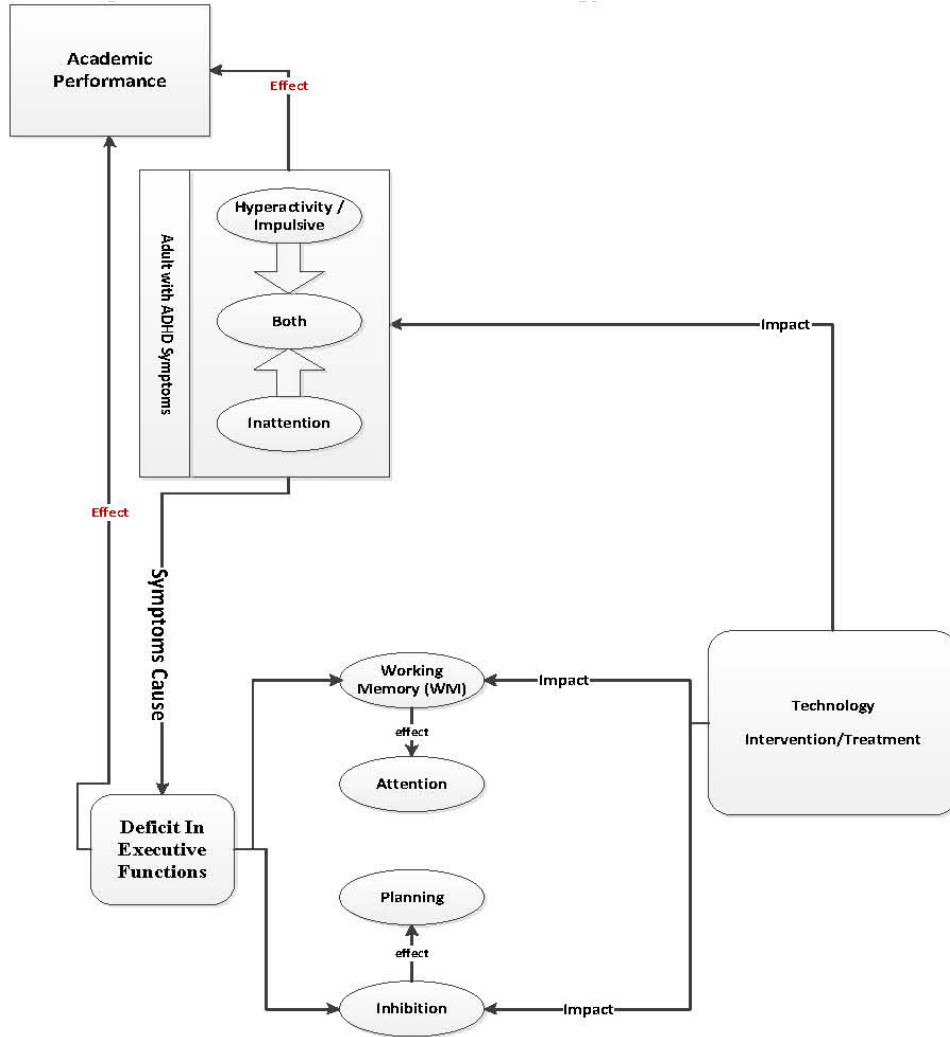 Academic
Performance
Effect
Hyperactivity /
Impulsive
Adult with ADHD Symptoms
Both
Impact
Inattention
Effect
Symptoms Cause
Working
Memory (WM)
Impact
Technology
Intervention/Treatment
effect
Attention
Deficit In
Executive
Functions
Planning
effect
Inhibition
Impact